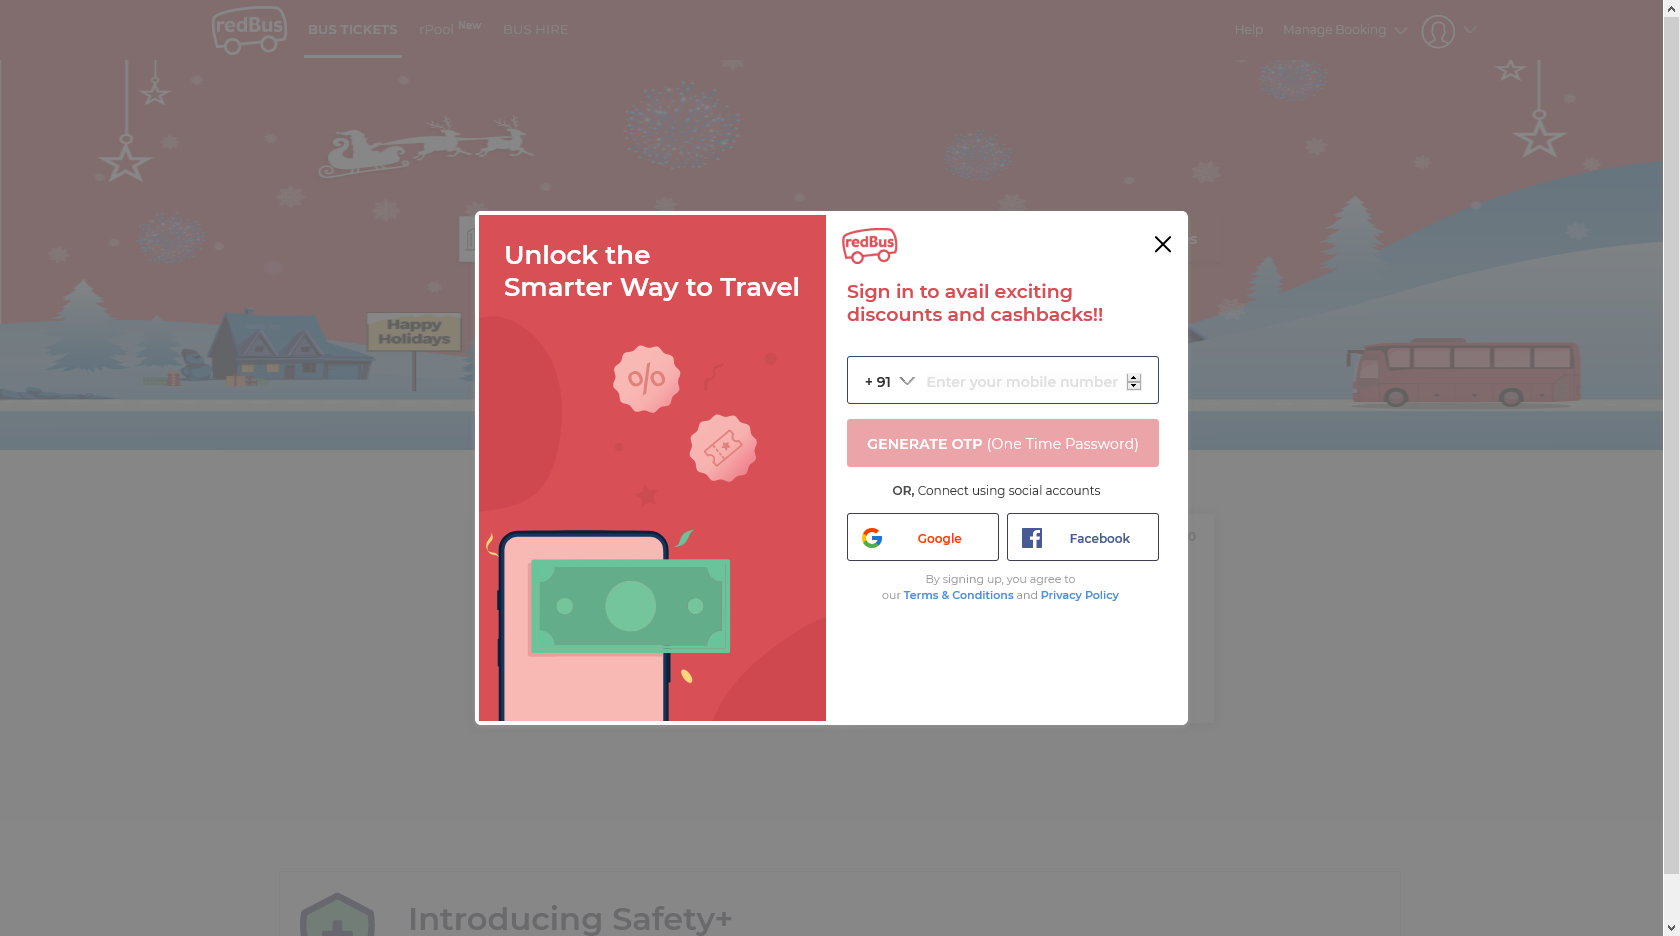 redBus
BUS TICKETS
rPool New
BUS HIRE
Help
Manage Booking
Happy
Holidays
Unlock the
Smarter Way to Travel
%
redBus
Sign in to avail exciting
discounts and cashbacks!!
+ 91
Enter your mobile number
GENERATE OTP (One Time Password)
OR, Connect using social accounts
Google
Facebook
By signing up, you agree to
our Terms & Conditions and Privacy Policy
Introducing Safety+